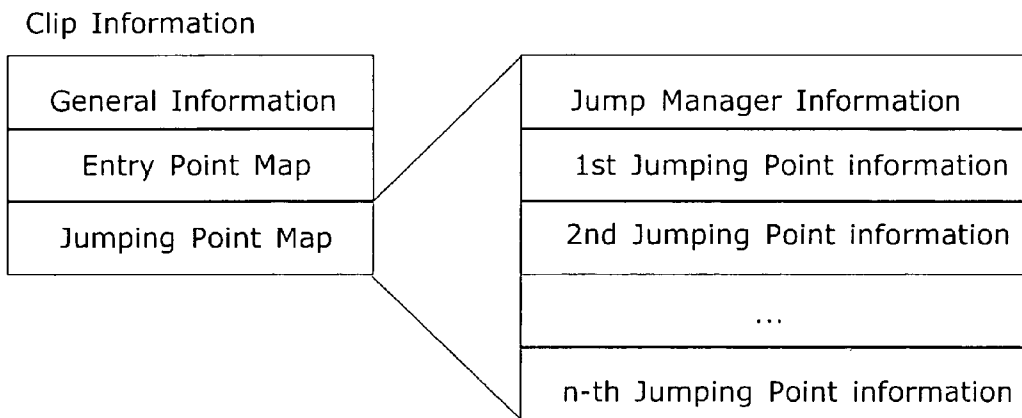 Clip Information
General Information
Entry Point Map
Jumping Point Map
Jump Manager Information
1st Jumping Point information
2nd Jumping Point information
...
n-th Jumping Point information